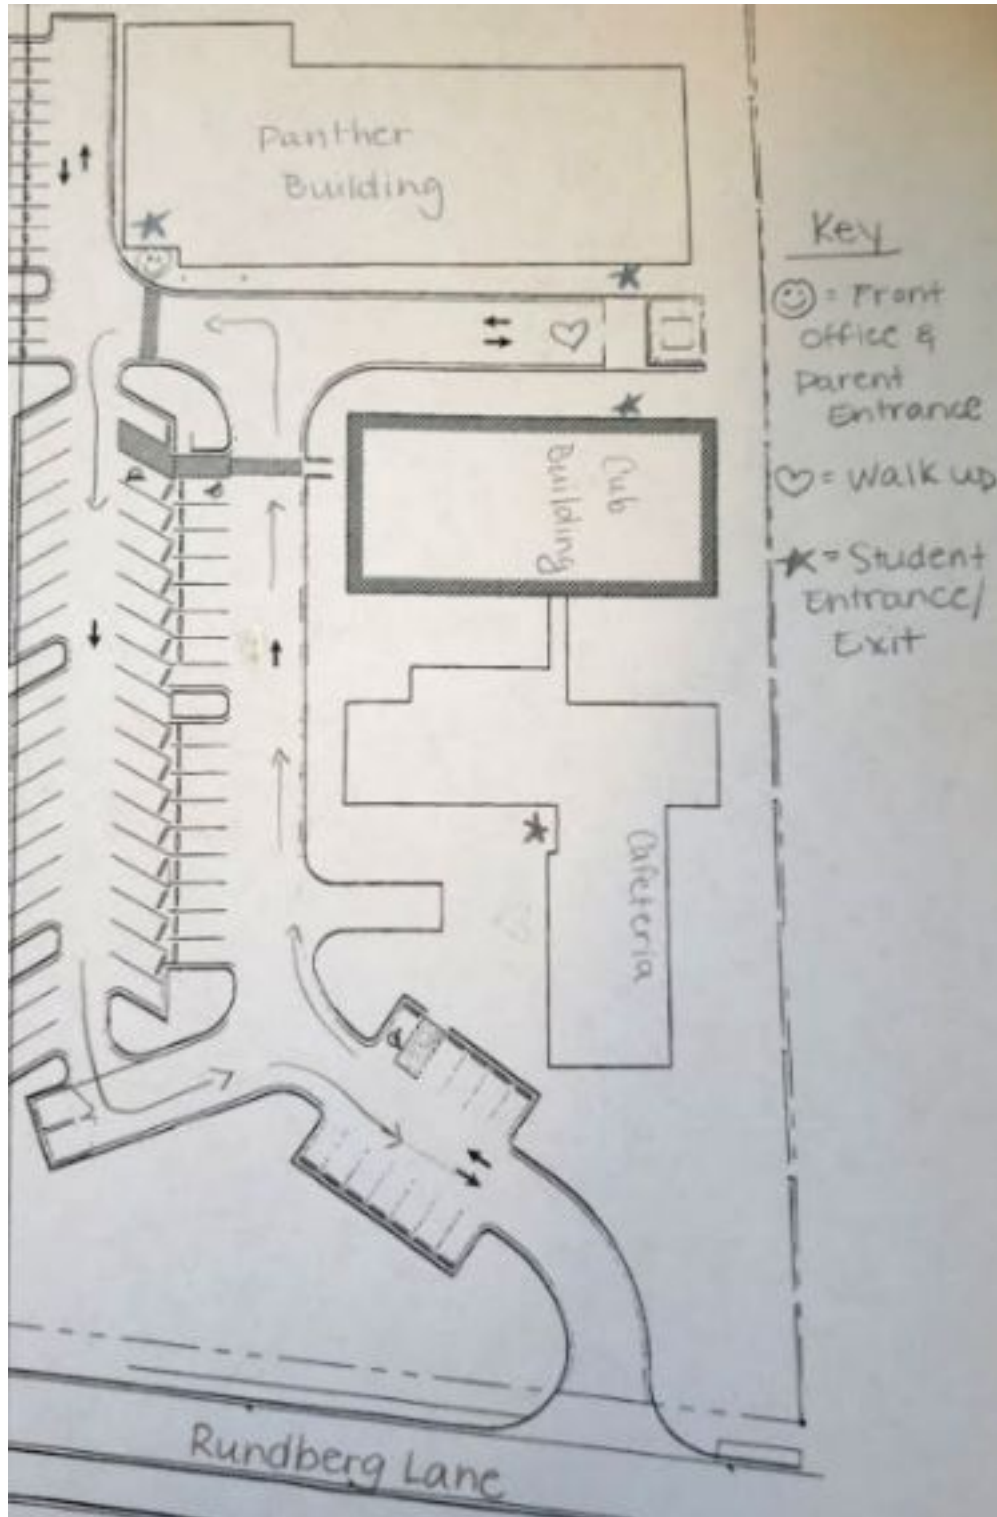 Panther
Building
Key
☺ = Front
office &
parent
Entrance
♡ = Walk up
★ = Student
Entrance/
Exit
Cub
Building
Cafeteria
Rundberg Lane